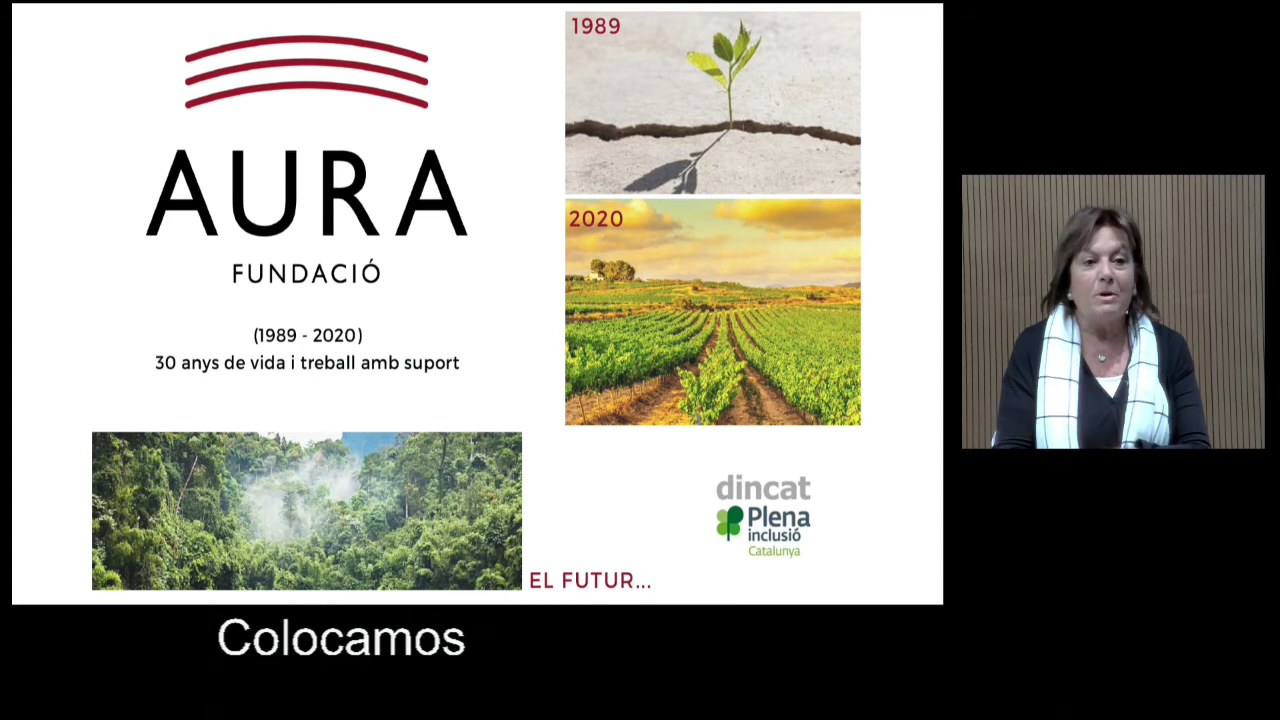 AURA
FUNDACIÓ
(1989 - 2020)
30 anys de vida i treball amb suport
1989
2020
dincat
Plena
inclusió
Catalunya
EL FUTUR...
Colocamos